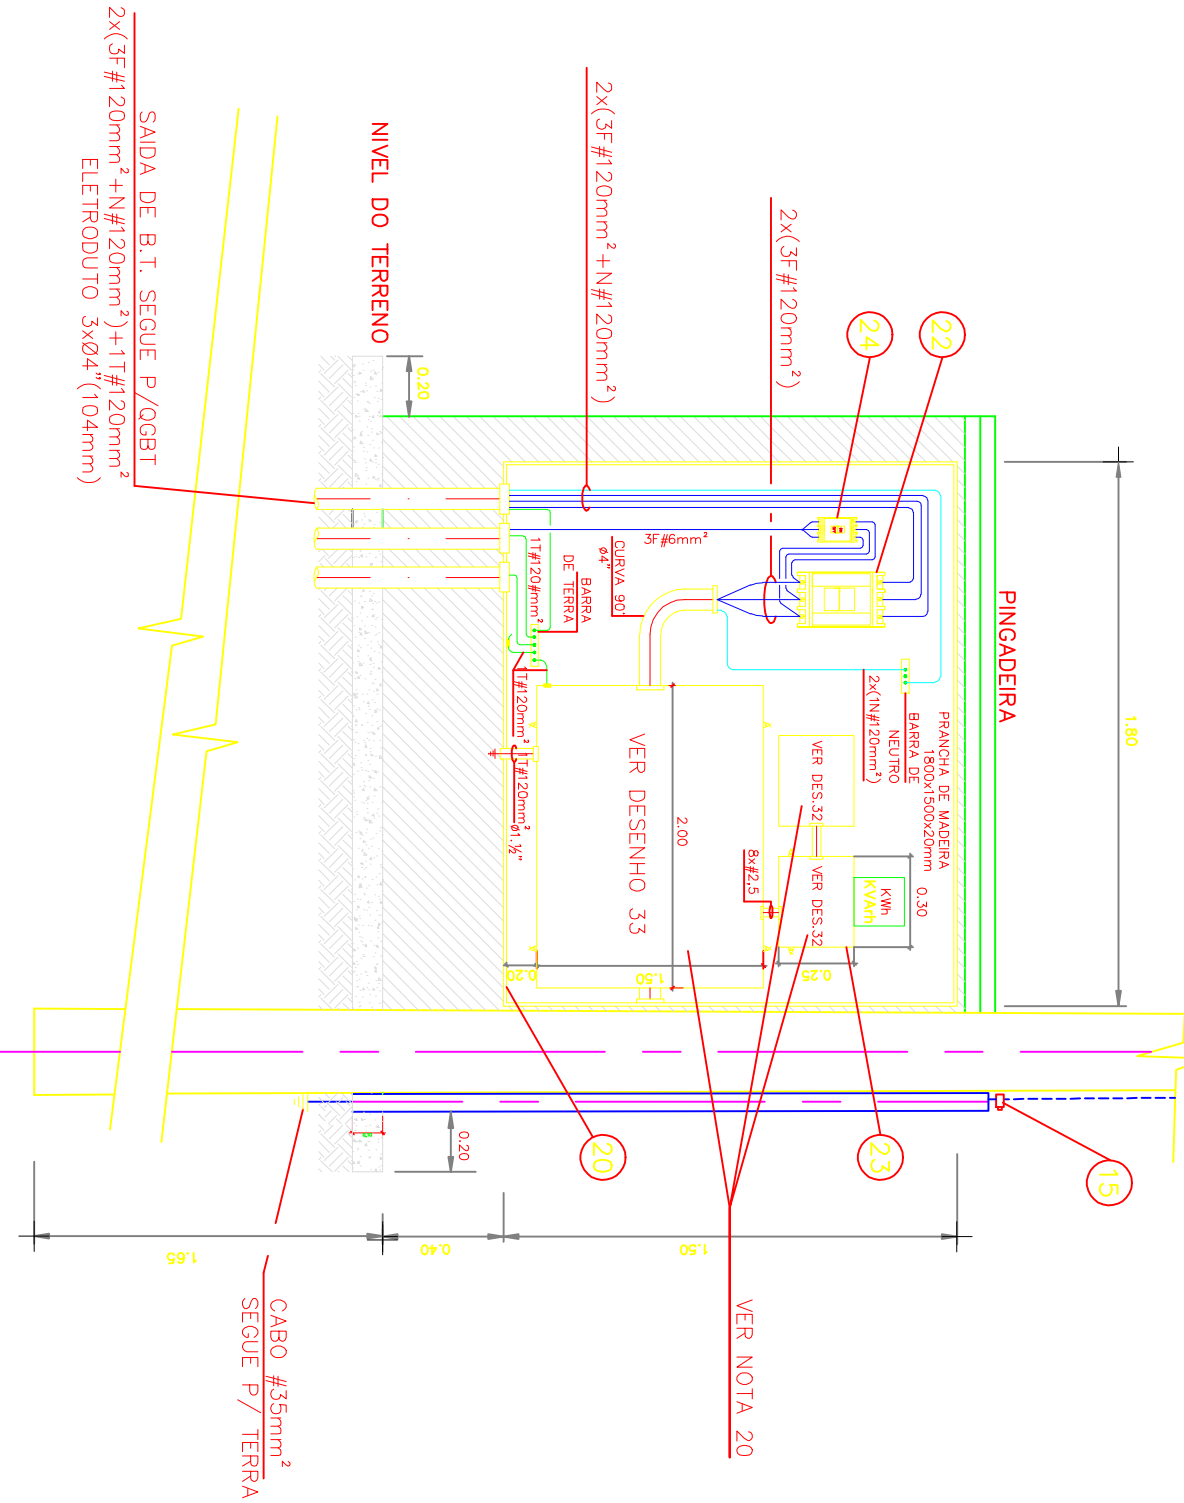 PINGADEIRA
1.80
22
24
2x(3F#120mm²)
2x(3F#120mm²+N#120mm²)
NIVEL DO TERRENO
0.20
SAIDA DE B.T. SEGUE P/QGBT
2x(3F#120mm²+N#120mm²)+1T#120mm²
ELETRODUTO 3xØ4"(104mm)
3F#6mm²
CURVA 90°
ø4"
BARRA
DE TERRA
1T#120#mm²
1T#120mm²
1T#120mm²
ø1.½"
PRANCHA DE MADEIRA
1800x1500x20mm
BARRA DE
NEUTRO
2x(1N#120mm²)
VER DES.32
VER DES.32
KWh
KVArh
0.30
0.25
8x#2,5
VER DESENHO 33
2.00
1.50
0.20
20
23
15
0.20
1.65
0.40
1.50
VER NOTA 20
CABO #35mm²
SEGUE P/ TERRA